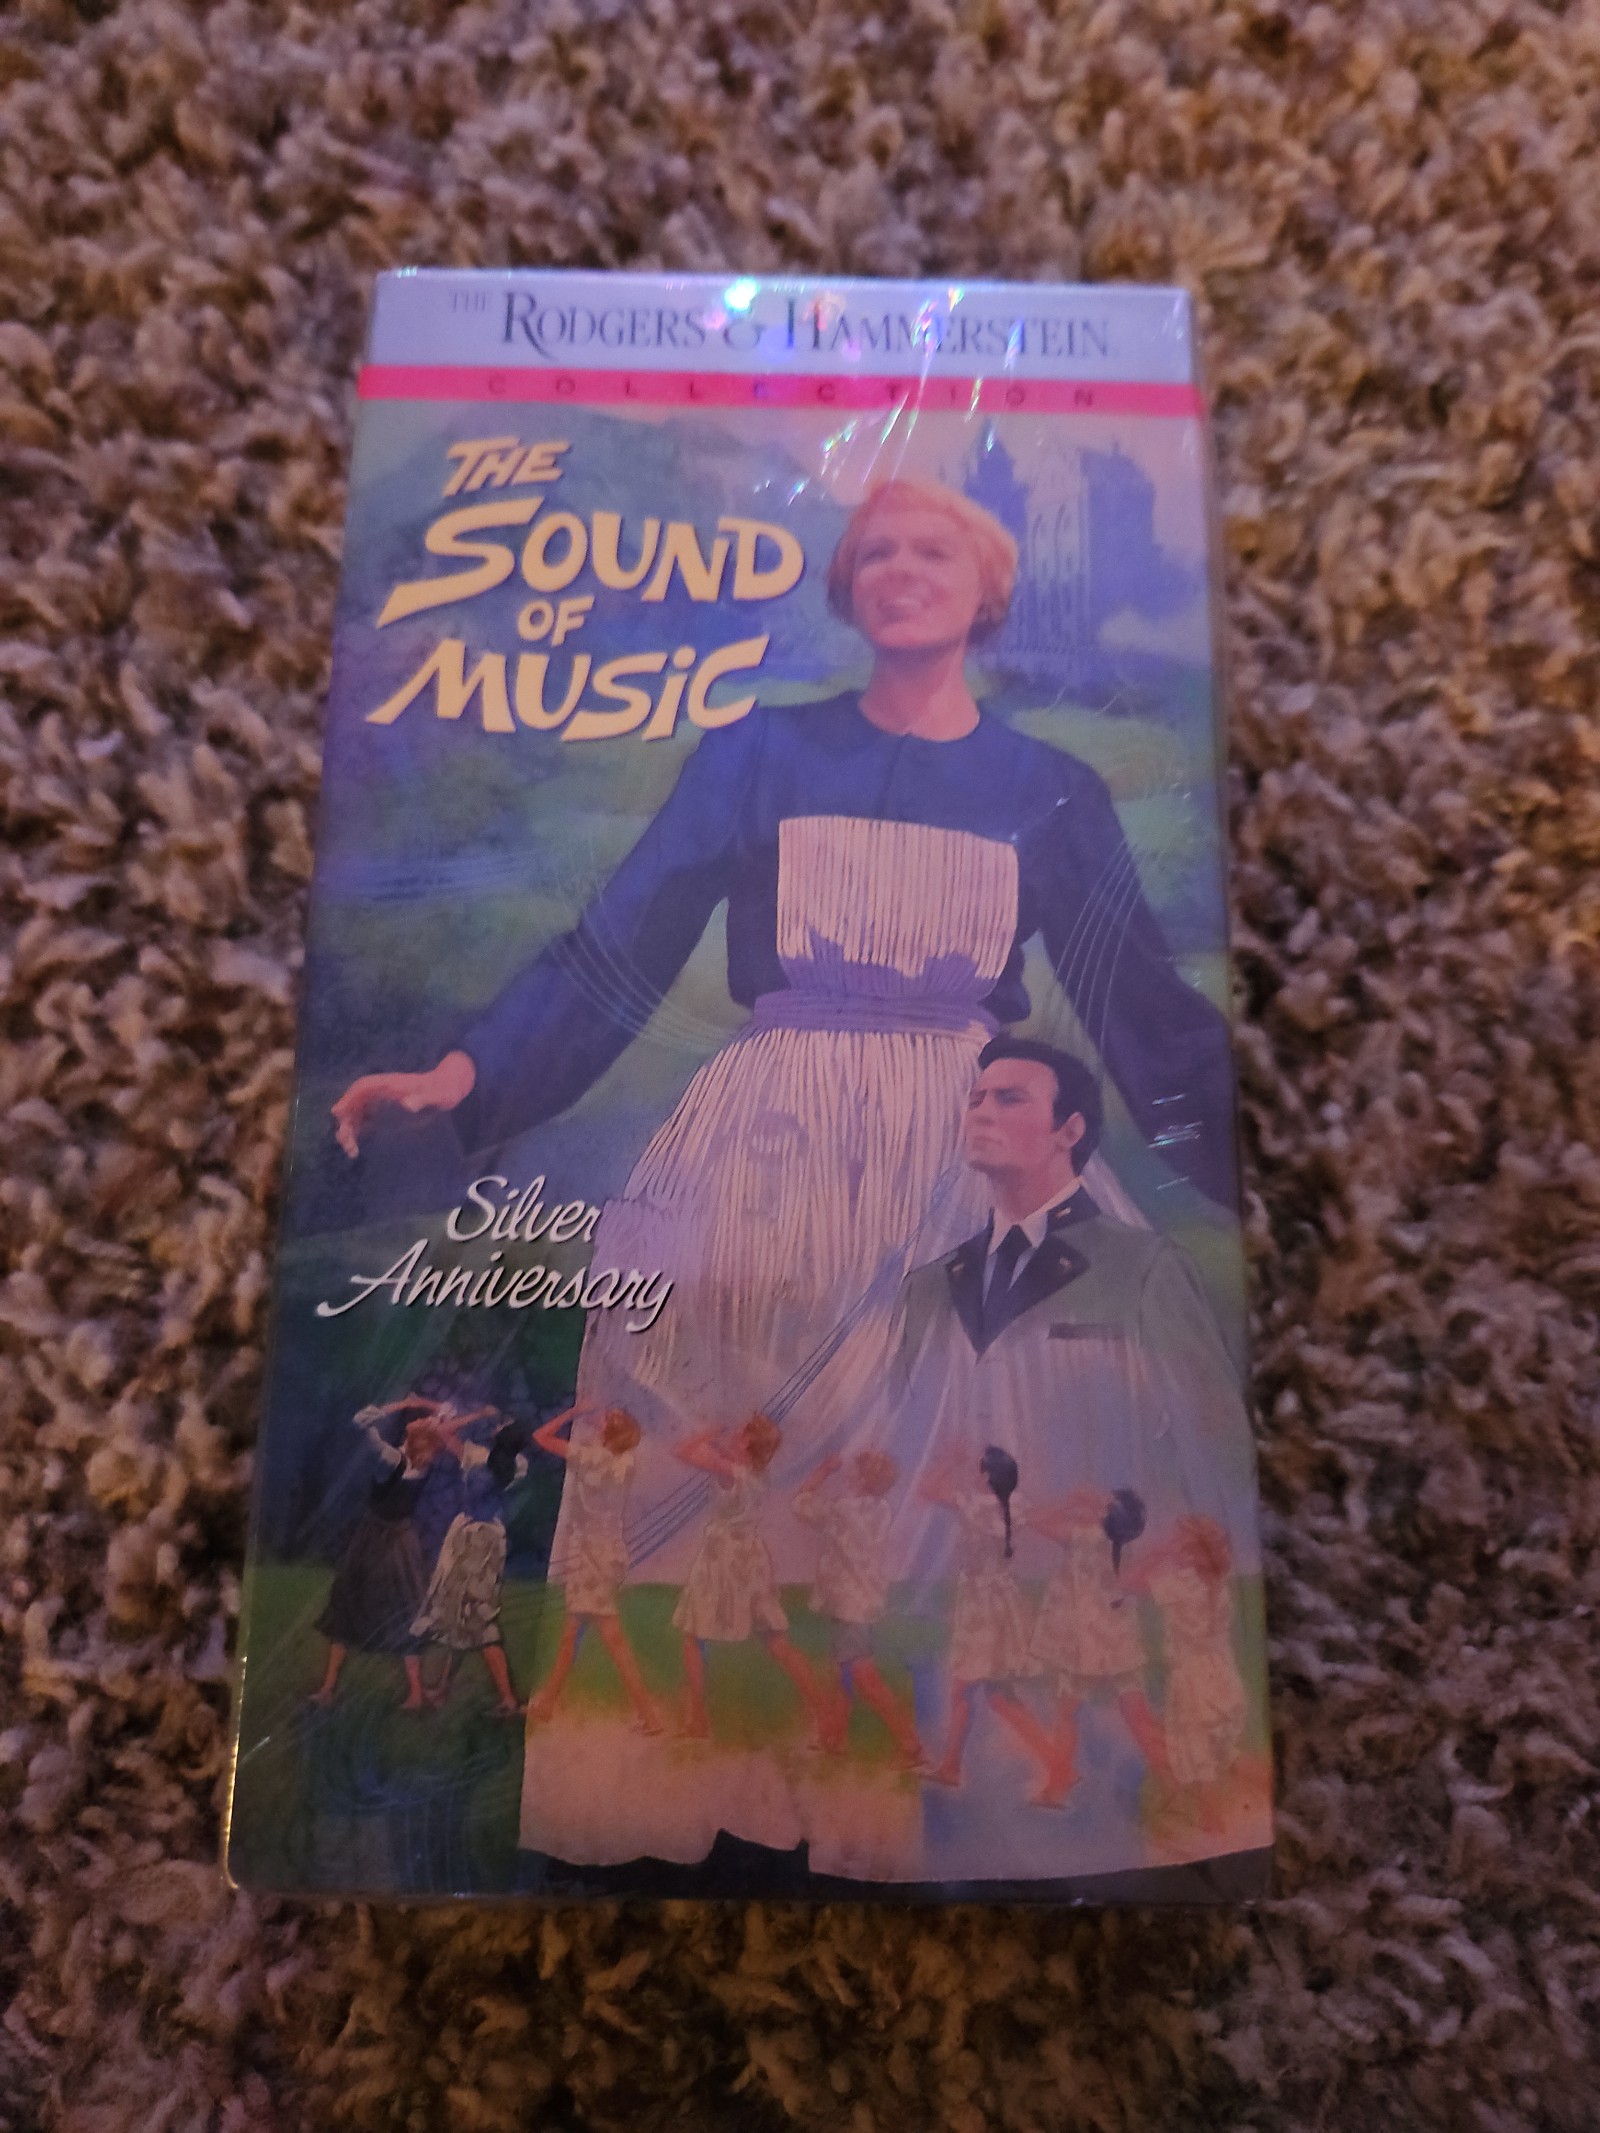 THE RODGERS & HAMMERSTEIN
COLLECTION
THE
SOUND
OF
MUSiC
Silver
Anniversary